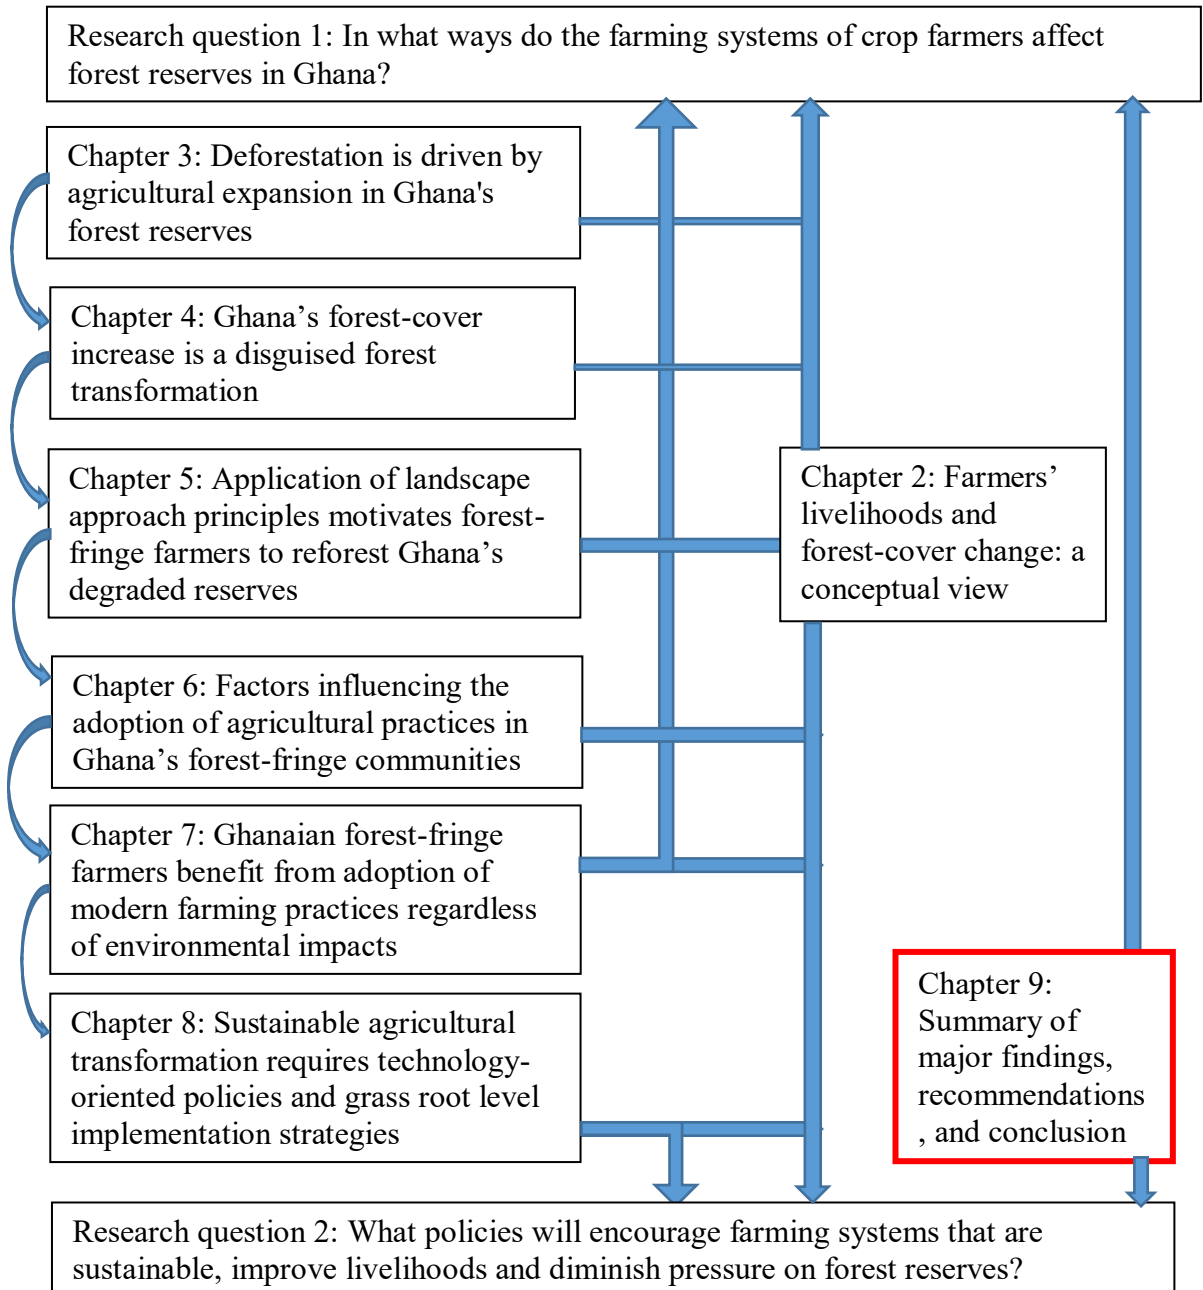 Research question 1: In what ways do the farming systems of crop farmers affect
forest reserves in Ghana?
Chapter 3: Deforestation is driven by
agricultural expansion in Ghana's
forest reserves
Chapter 4: Ghana’s forest-cover
increase is a disguised forest
transformation
Chapter 5: Application of landscape
approach principles motivates forest-
fringe farmers to reforest Ghana’s
degraded reserves
Chapter 2: Farmers’
livelihoods and
forest-cover change: a
conceptual view
Chapter 6: Factors influencing the
adoption of agricultural practices in
Ghana’s forest-fringe communities
Chapter 7: Ghanaian forest-fringe
farmers benefit from adoption of
modern farming practices regardless
of environmental impacts
Chapter 8: Sustainable agricultural
transformation requires technology-
oriented policies and grass root level
implementation strategies
Chapter 9:
Summary of
major findings,
recommendations
, and conclusion
Research question 2: What policies will encourage farming systems that are
sustainable, improve livelihoods and diminish pressure on forest reserves?